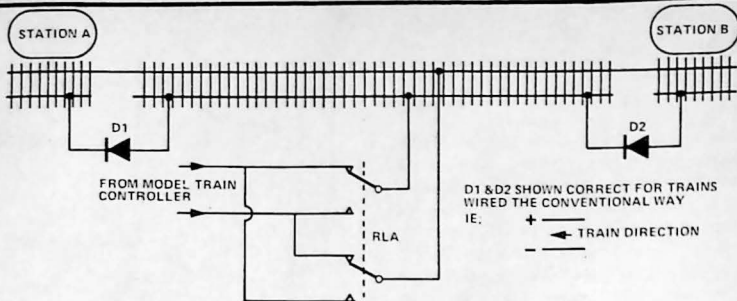 STATION A
STATION B
D1
D2
FROM MODEL TRAIN
CONTROLLER
RLA
D1 & D2 SHOWN CORRECT FOR TRAINS
WIRED THE CONVENTIONAL WAY
IE;
+
TRAIN DIRECTION
−